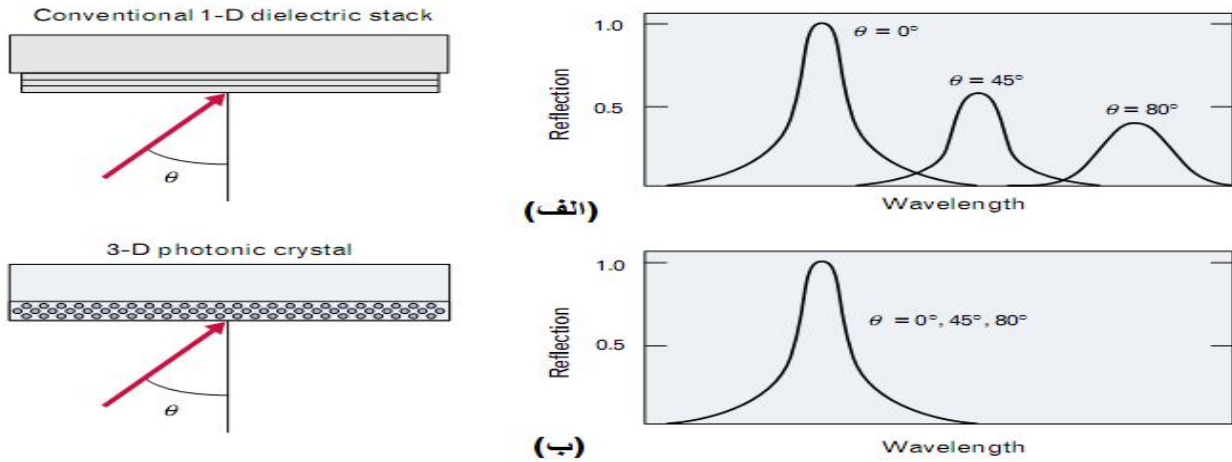 Conventional 1-D dielectric stack
θ
1.0
0.5
Reflection
θ = 0°
θ = 45°
θ = 80°
Wavelength
(الف)
3-D photonic crystal
θ
1.0
0.5
Reflection
θ = 0°, 45°, 80°
Wavelength
(ب)